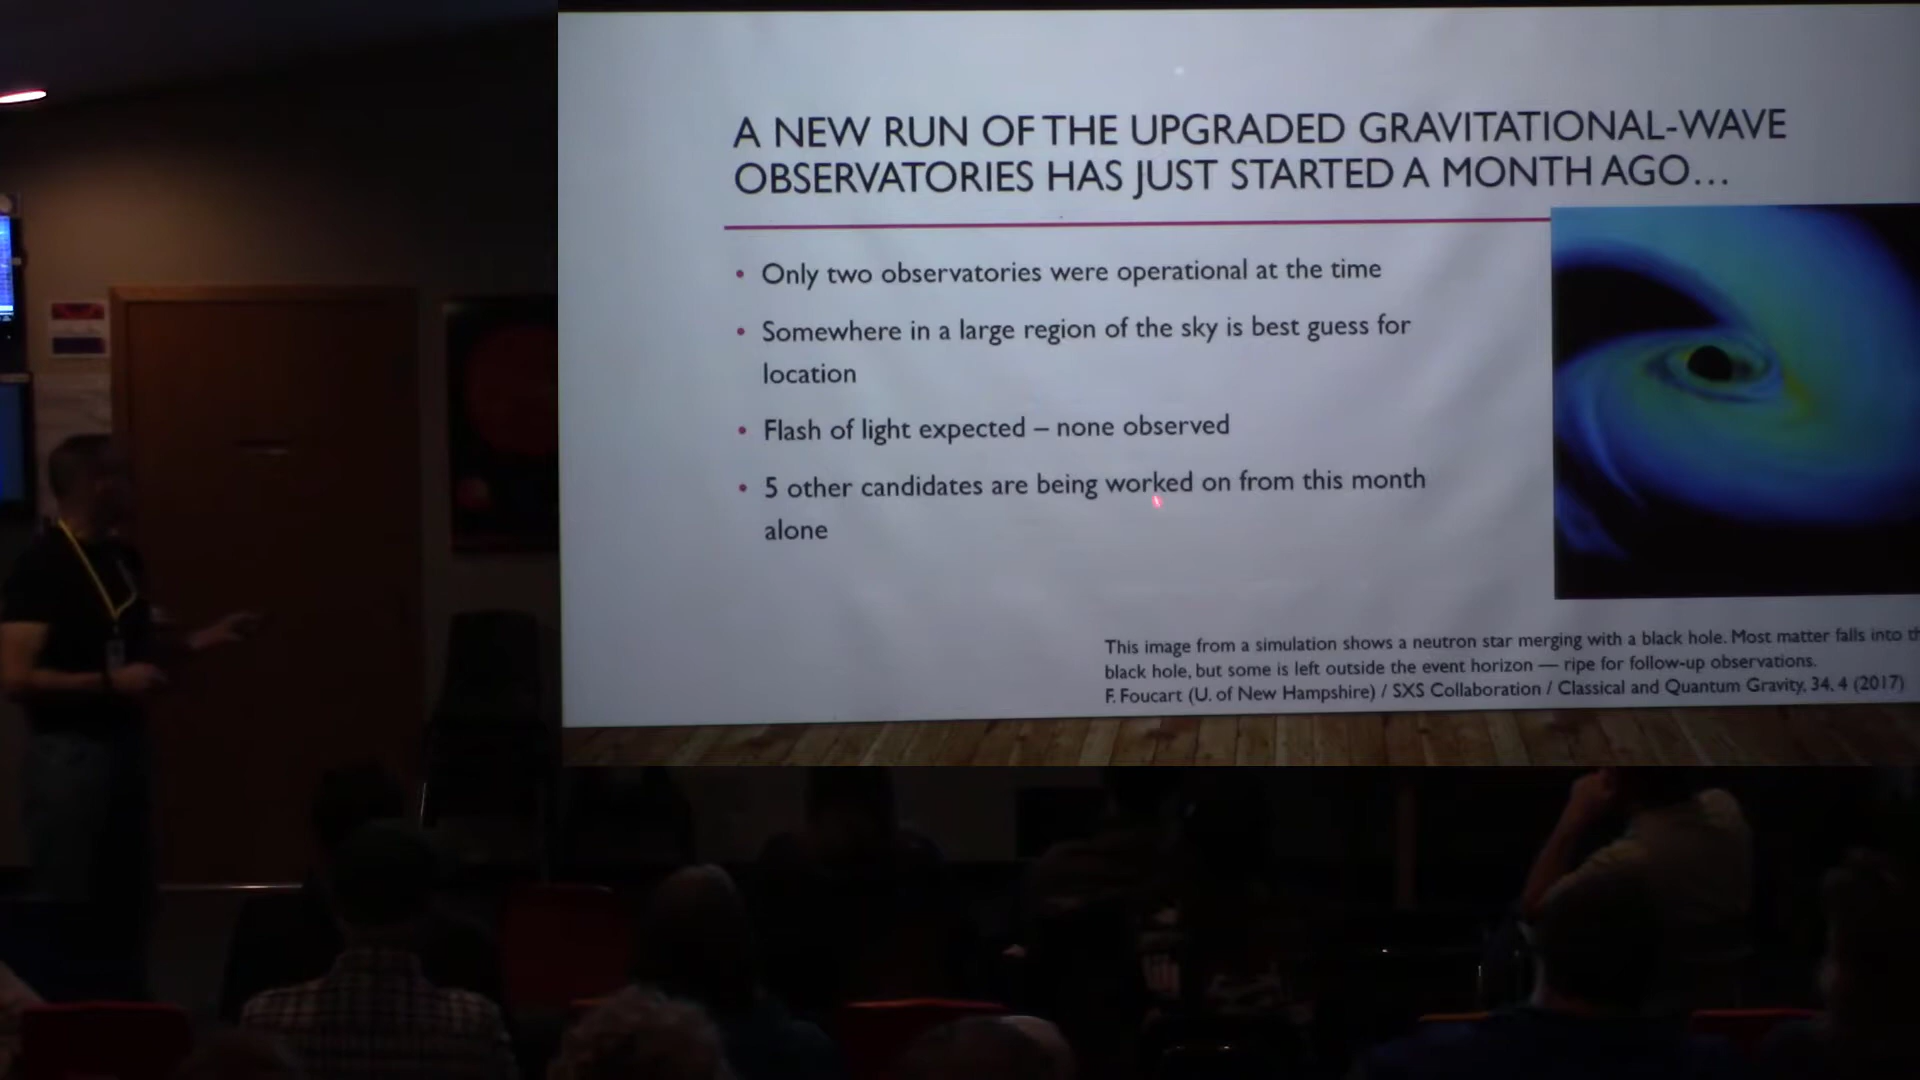 A NEW RUN OF THE UPGRADED GRAVITATIONAL-WAVE
OBSERVATORIES HAS JUST STARTED A MONTH AGO...
• Only two observatories were operational at the time
• Somewhere in a large region of the sky is best guess for
location
• Flash of light expected – none observed
• 5 other candidates are being worked on from this month
alone
This image from a simulation shows a neutron star merging with a black hole. Most matter falls into
black hole, but some is left outside the event horizon — ripe for follow-up observations.
F. Foucart (U. of New Hampshire) / SXS Collaboration / Classical and Quantum Gravity, 34, 4 (2017)